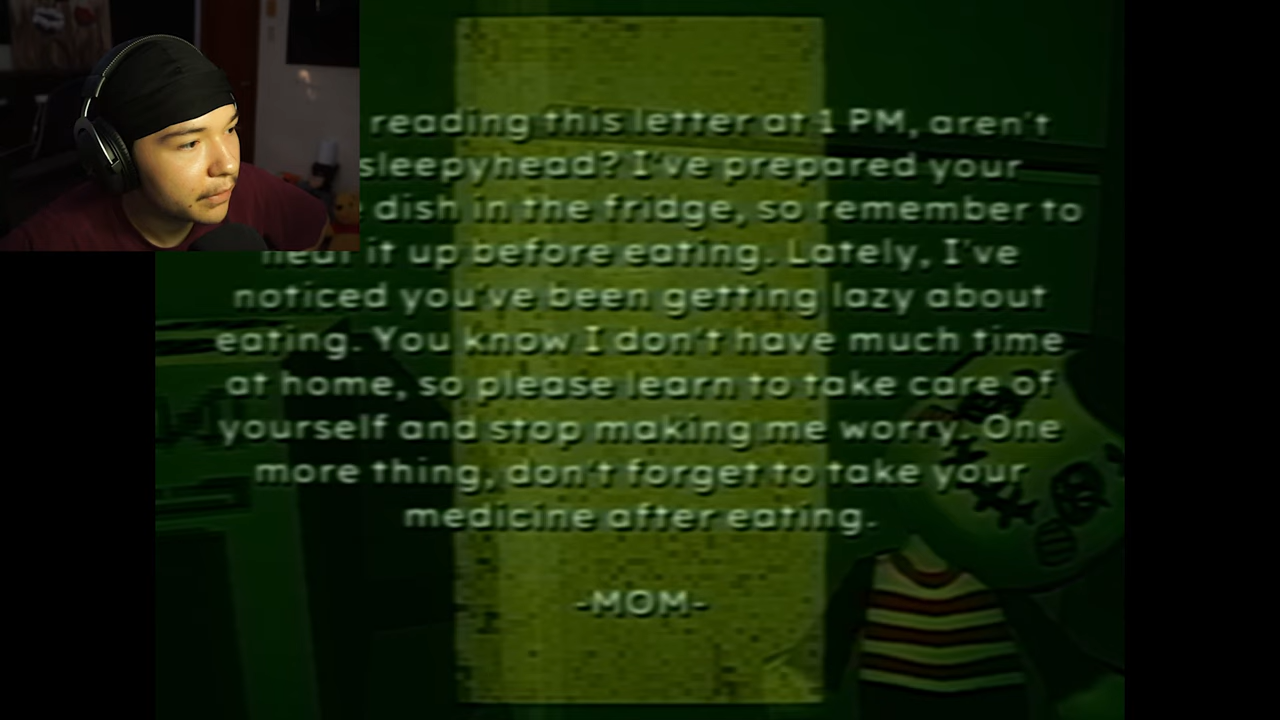 reading this letter at 1 PM, aren't
sleepyhead? I've prepared your
dish in the fridge, so remember to
heat it up before eating. Lately, I've
noticed you've been getting lazy about
eating. You know I don't have much time
at home, so please learn to take care of
yourself and stop making me worry. One
more thing, don't forget to take your
medicine after eating.
-MOM-